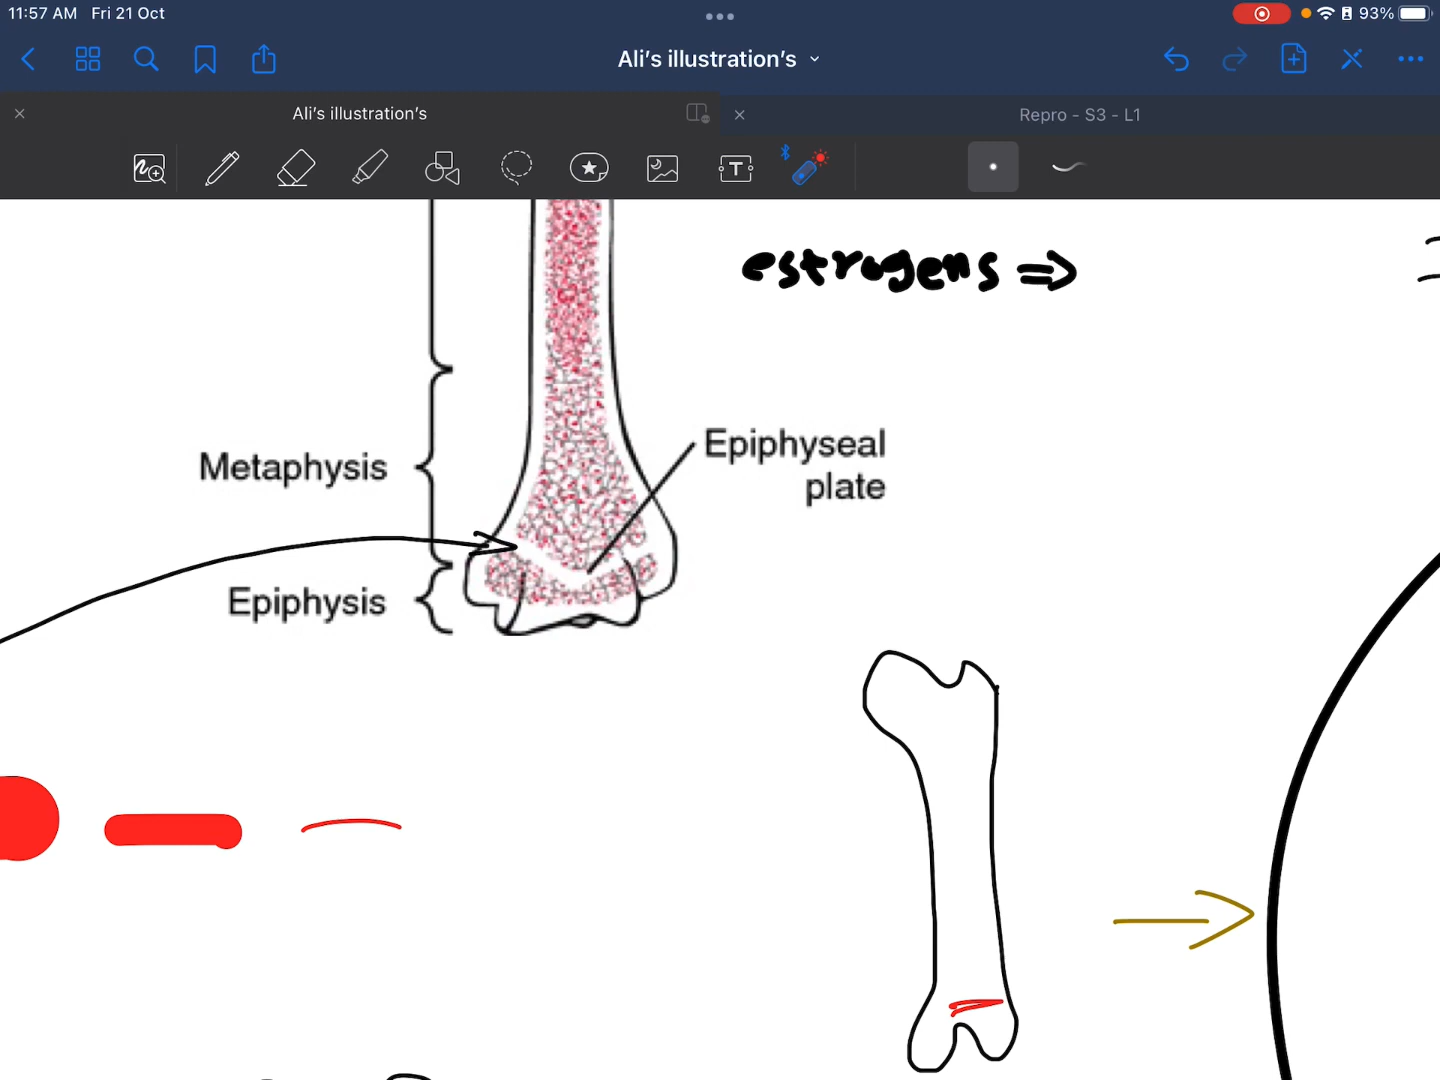 11:57 AM Fri 21 Oct
93%
Ali's illustration's
Ali's illustration's
Repro - S3 - L1
T
estrogens ⇒
Epiphyseal
plate
Metaphysis
Epiphysis